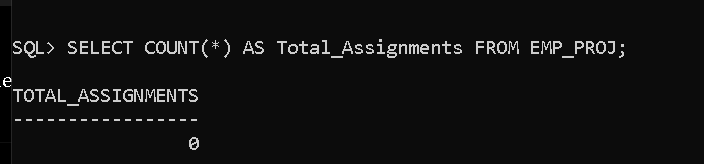 SQL> SELECT COUNT(*) AS Total_Assignments FROM EMP_PROJ;
TOTAL_ASSIGNMENTS
-----------------
0